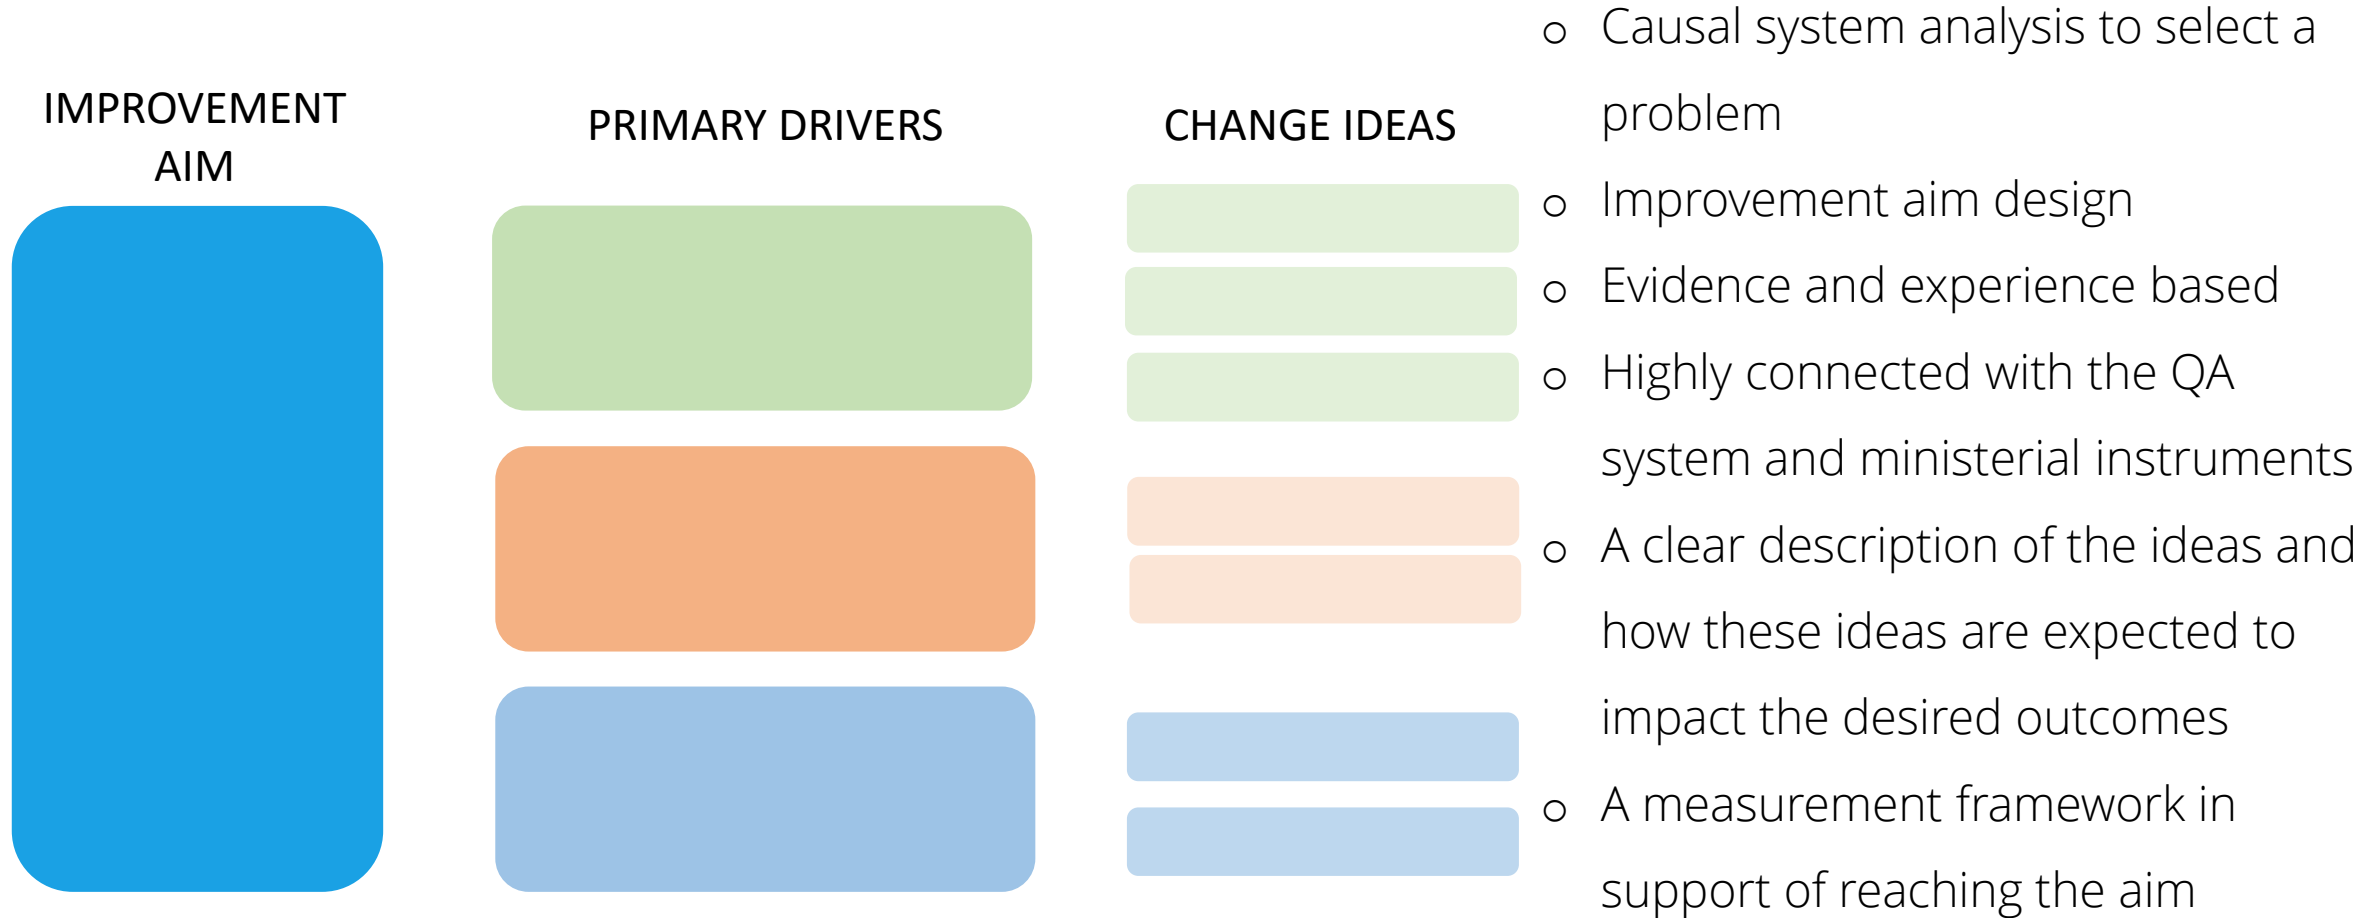 IMPROVEMENT
AIM
PRIMARY DRIVERS
CHANGE IDEAS
o Causal system analysis to select a
problem
o Improvement aim design
o Evidence and experience based
o Highly connected with the QA
system and ministerial instruments
o A clear description of the ideas and
how these ideas are expected to
impact the desired outcomes
o A measurement framework in
support of reaching the aim